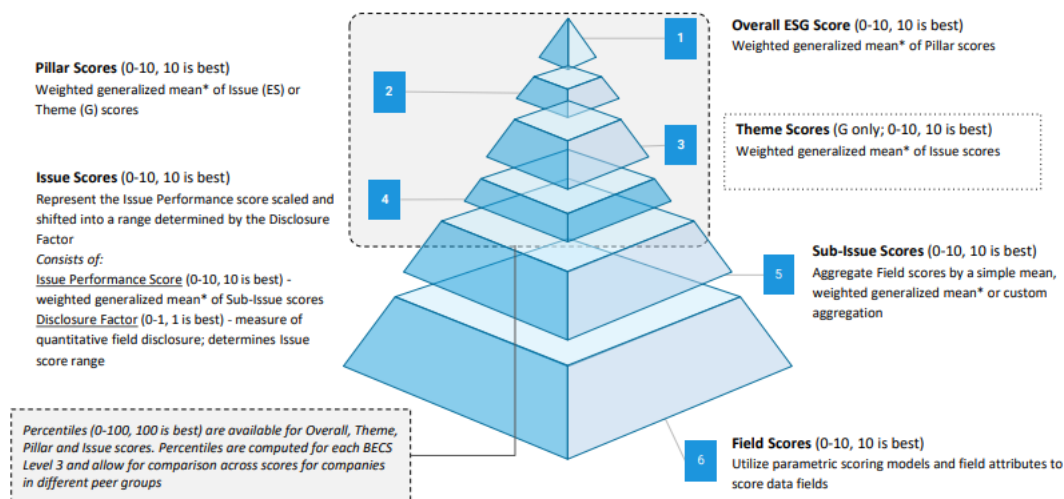 1
Overall ESG Score (0-10, 10 is best)
Weighted generalized mean* of Pillar scores
Pillar Scores (0-10, 10 is best)
Weighted generalized mean* of Issue (ES) or
Theme (G) scores
2
3
Theme Scores (G only; 0-10, 10 is best)
Weighted generalized mean* of Issue scores
Issue Scores (0-10, 10 is best)
Represent the Issue Performance score scaled and
shifted into a range determined by the Disclosure
Factor
Consists of:
Issue Performance Score (0-10, 10 is best) -
weighted generalized mean* of Sub-Issue scores
Disclosure Factor (0-1, 1 is best) - measure of
quantitative field disclosure; determines Issue
score range
4
5
Sub-Issue Scores (0-10, 10 is best)
Aggregate Field scores by a simple mean,
weighted generalized mean* or custom
aggregation
Percentiles (0-100, 100 is best) are available for Overall, Theme,
Pillar and Issue scores. Percentiles are computed for each BECS
Level 3 and allow for comparison across scores for companies
in different peer groups
6
Field Scores (0-10, 10 is best)
Utilize parametric scoring models and field attributes to
score data fields